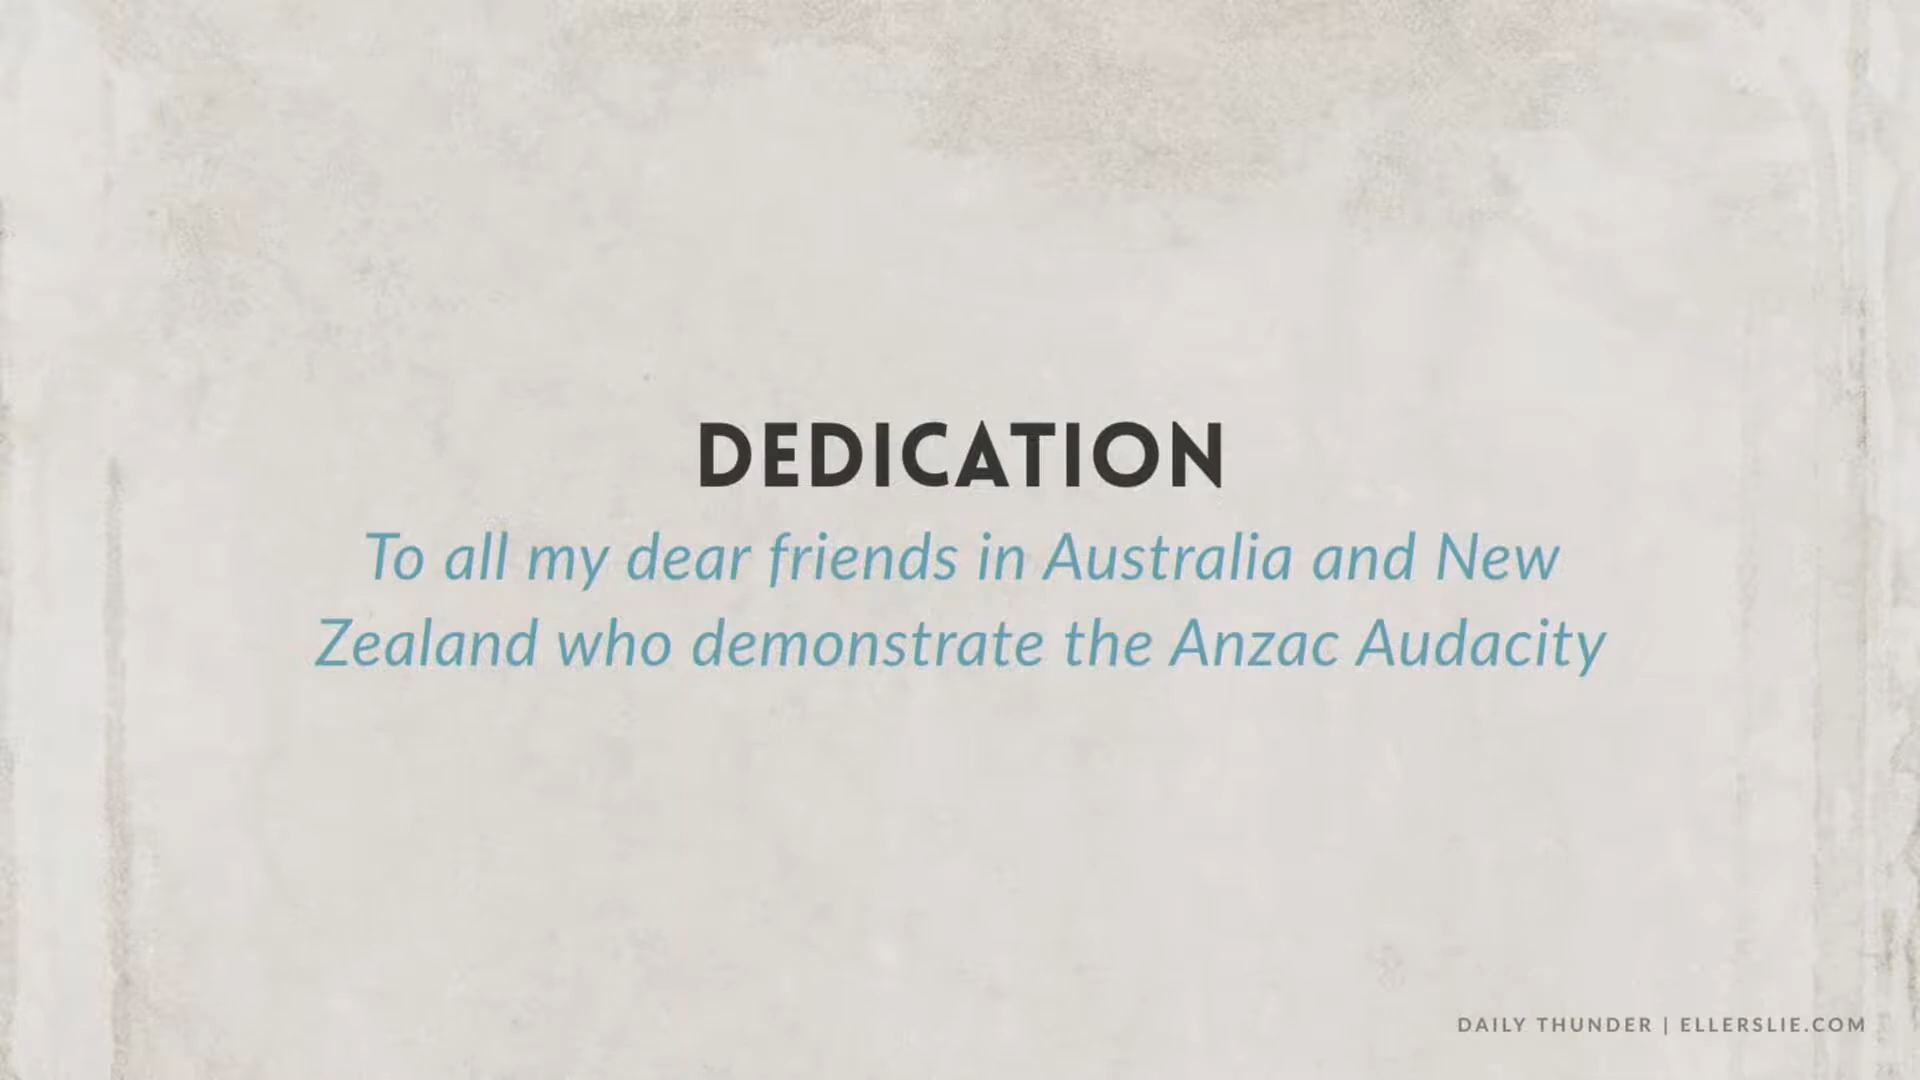 DEDICATION
To all my dear friends in Australia and New
Zealand who demonstrate the Anzac Audacity
DAILY THUNDER | ELLERSLIE.COM